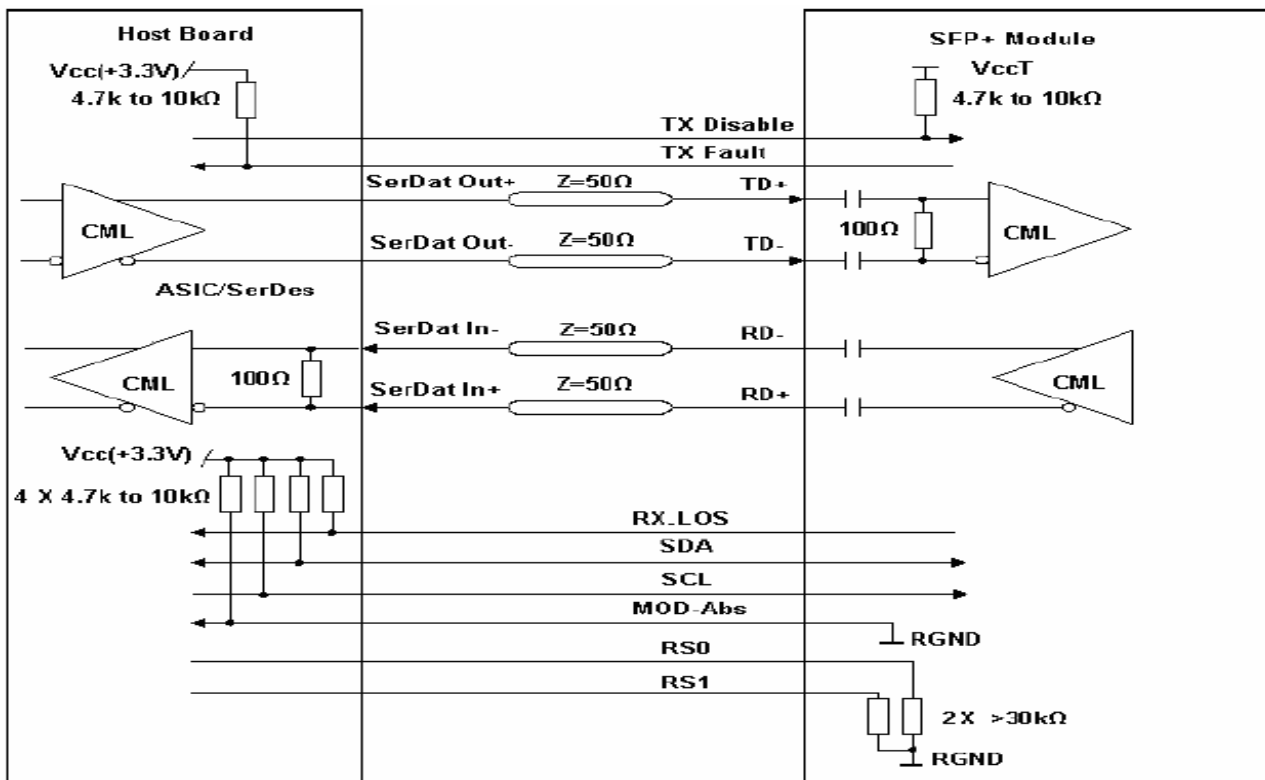 Host Board
SFP+ Module
Vcc(+3.3V)
4.7k to 10kΩ
VccT
4.7k to 10kΩ
TX Disable
TX Fault
SerDat Out+
Z=50Ω
TD+
CML
100Ω
CML
SerDat Out-
Z=50Ω
TD-
ASIC/SerDes
SerDat In-
Z=50Ω
RD-
CML
100Ω
CML
SerDat In+
Z=50Ω
RD+
Vcc(+3.3V)
4 X 4.7k to 10kΩ
RX_LOS
SDA
SCL
MOD-Abs
RGND
RS0
RS1
2X >30kΩ
RGND